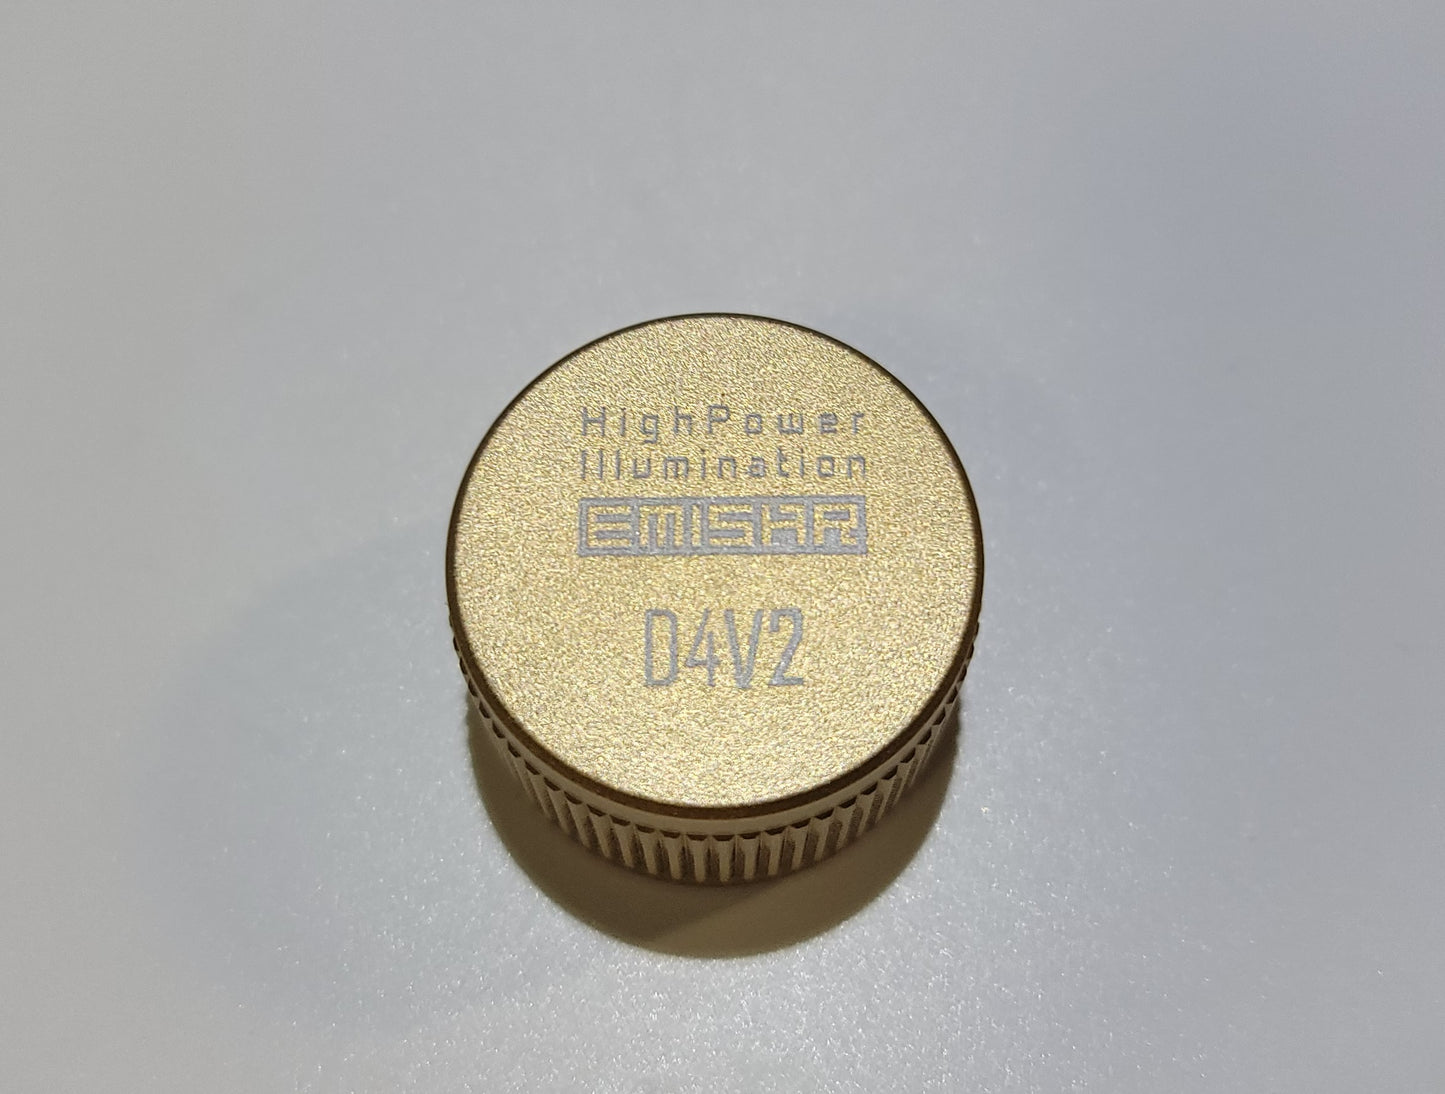 HighPower
Illumination
EMISAR
D4V2